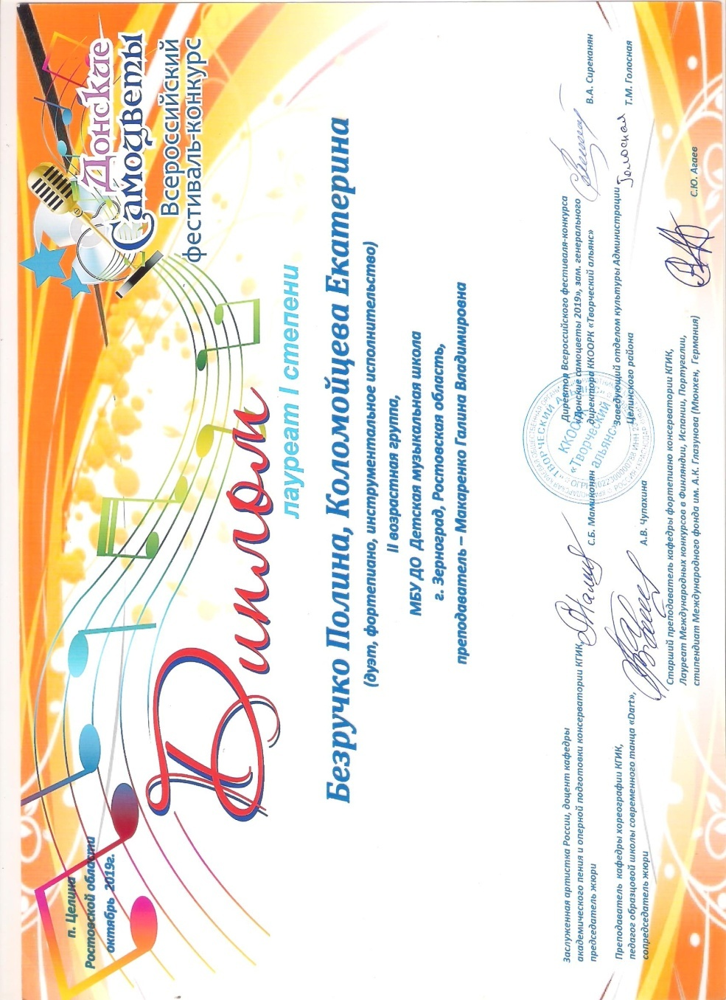 п. Целина
Ростовской области
октябрь 2019г.
Донские
Самоцветы
Всероссийский
фестиваль-конкурс
Диплом
лауреат I степени
Безручко Полина, Коломойцева Екатерина
(дуэт, фортепиано, инструментальное исполнительство)
II возрастная группа,
МБУ ДО Детская музыкальная школа
г. Зерноград, Ростовская область,
преподаватель – Макаренко Галина Владимировна
Заслуженная артистка России, доцент кафедры
академического пения и оперной подготовки консерватории КГИК,
председатель жюри
С.Б. Мамиконян
Преподаватель кафедры хореографии КГИК,
педагог образцовой школы современного танца «Dart»,
сопредседатель жюри
А.В. Чупахина
Директор Всероссийского фестиваля-конкурса
«Донские самоцветы 2019», зам. генерального
директора ККООРК «Творческий альянс»
В.А. Сиреканян
Заведующий отделом культуры Администрации
Целинского района
Голосная
Т.М. Голосная
Старший преподаватель кафедры фортепиано консерватории КГИК,
Лауреат Международных конкурсов в Финляндии, Испании, Португалии,
стипендиат Международного фонда им. А.К. Глазунова (Мюнхен, Германия)
С.Ю. Агаев
«Творческий
альянс»